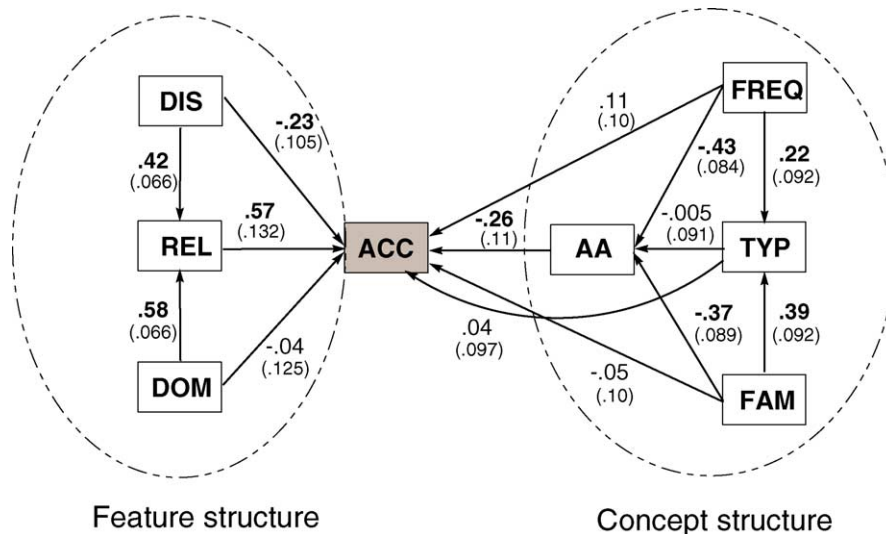 DIS
-.23
(.105)
.42
(.066)
REL
.57
(.132)
.58
(.066)
-.04
(.125)
DOM
ACC
FREQ
.11
(.10)
-.43
(.084)
.22
(.092)
-.26
(.11)
AA
-.005
(.091)
TYP
.04
(.097)
-.37
(.089)
.39
(.092)
-.05
(.10)
FAM
Feature structure
Concept structure